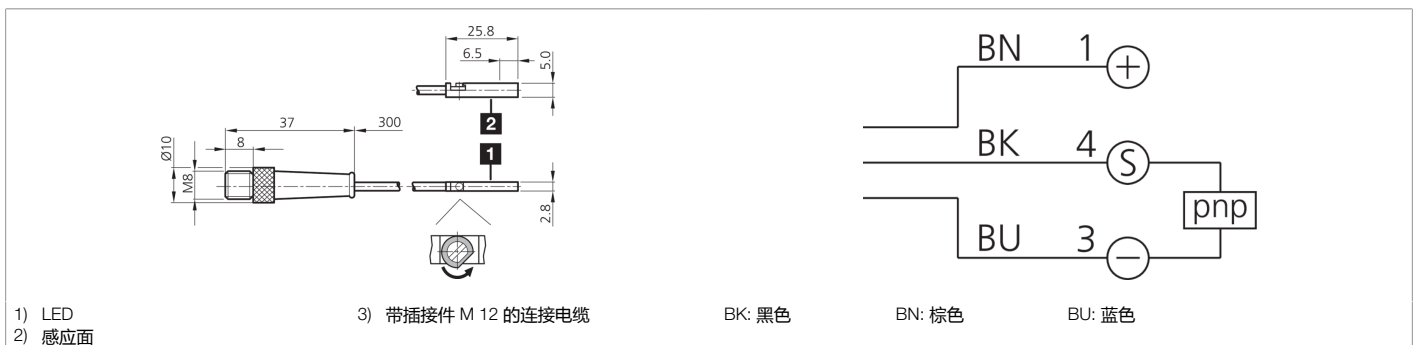 25.8
6.5
5.0
2
1
37
300
8
Ø10
M8
2.8
BN 1 +
BK 4 S
pnp
BU 3 −
1) LED
2) 感应面
3) 带插接件 M 12 的连接电缆
BK: 黑色
BN: 棕色
BU: 蓝色